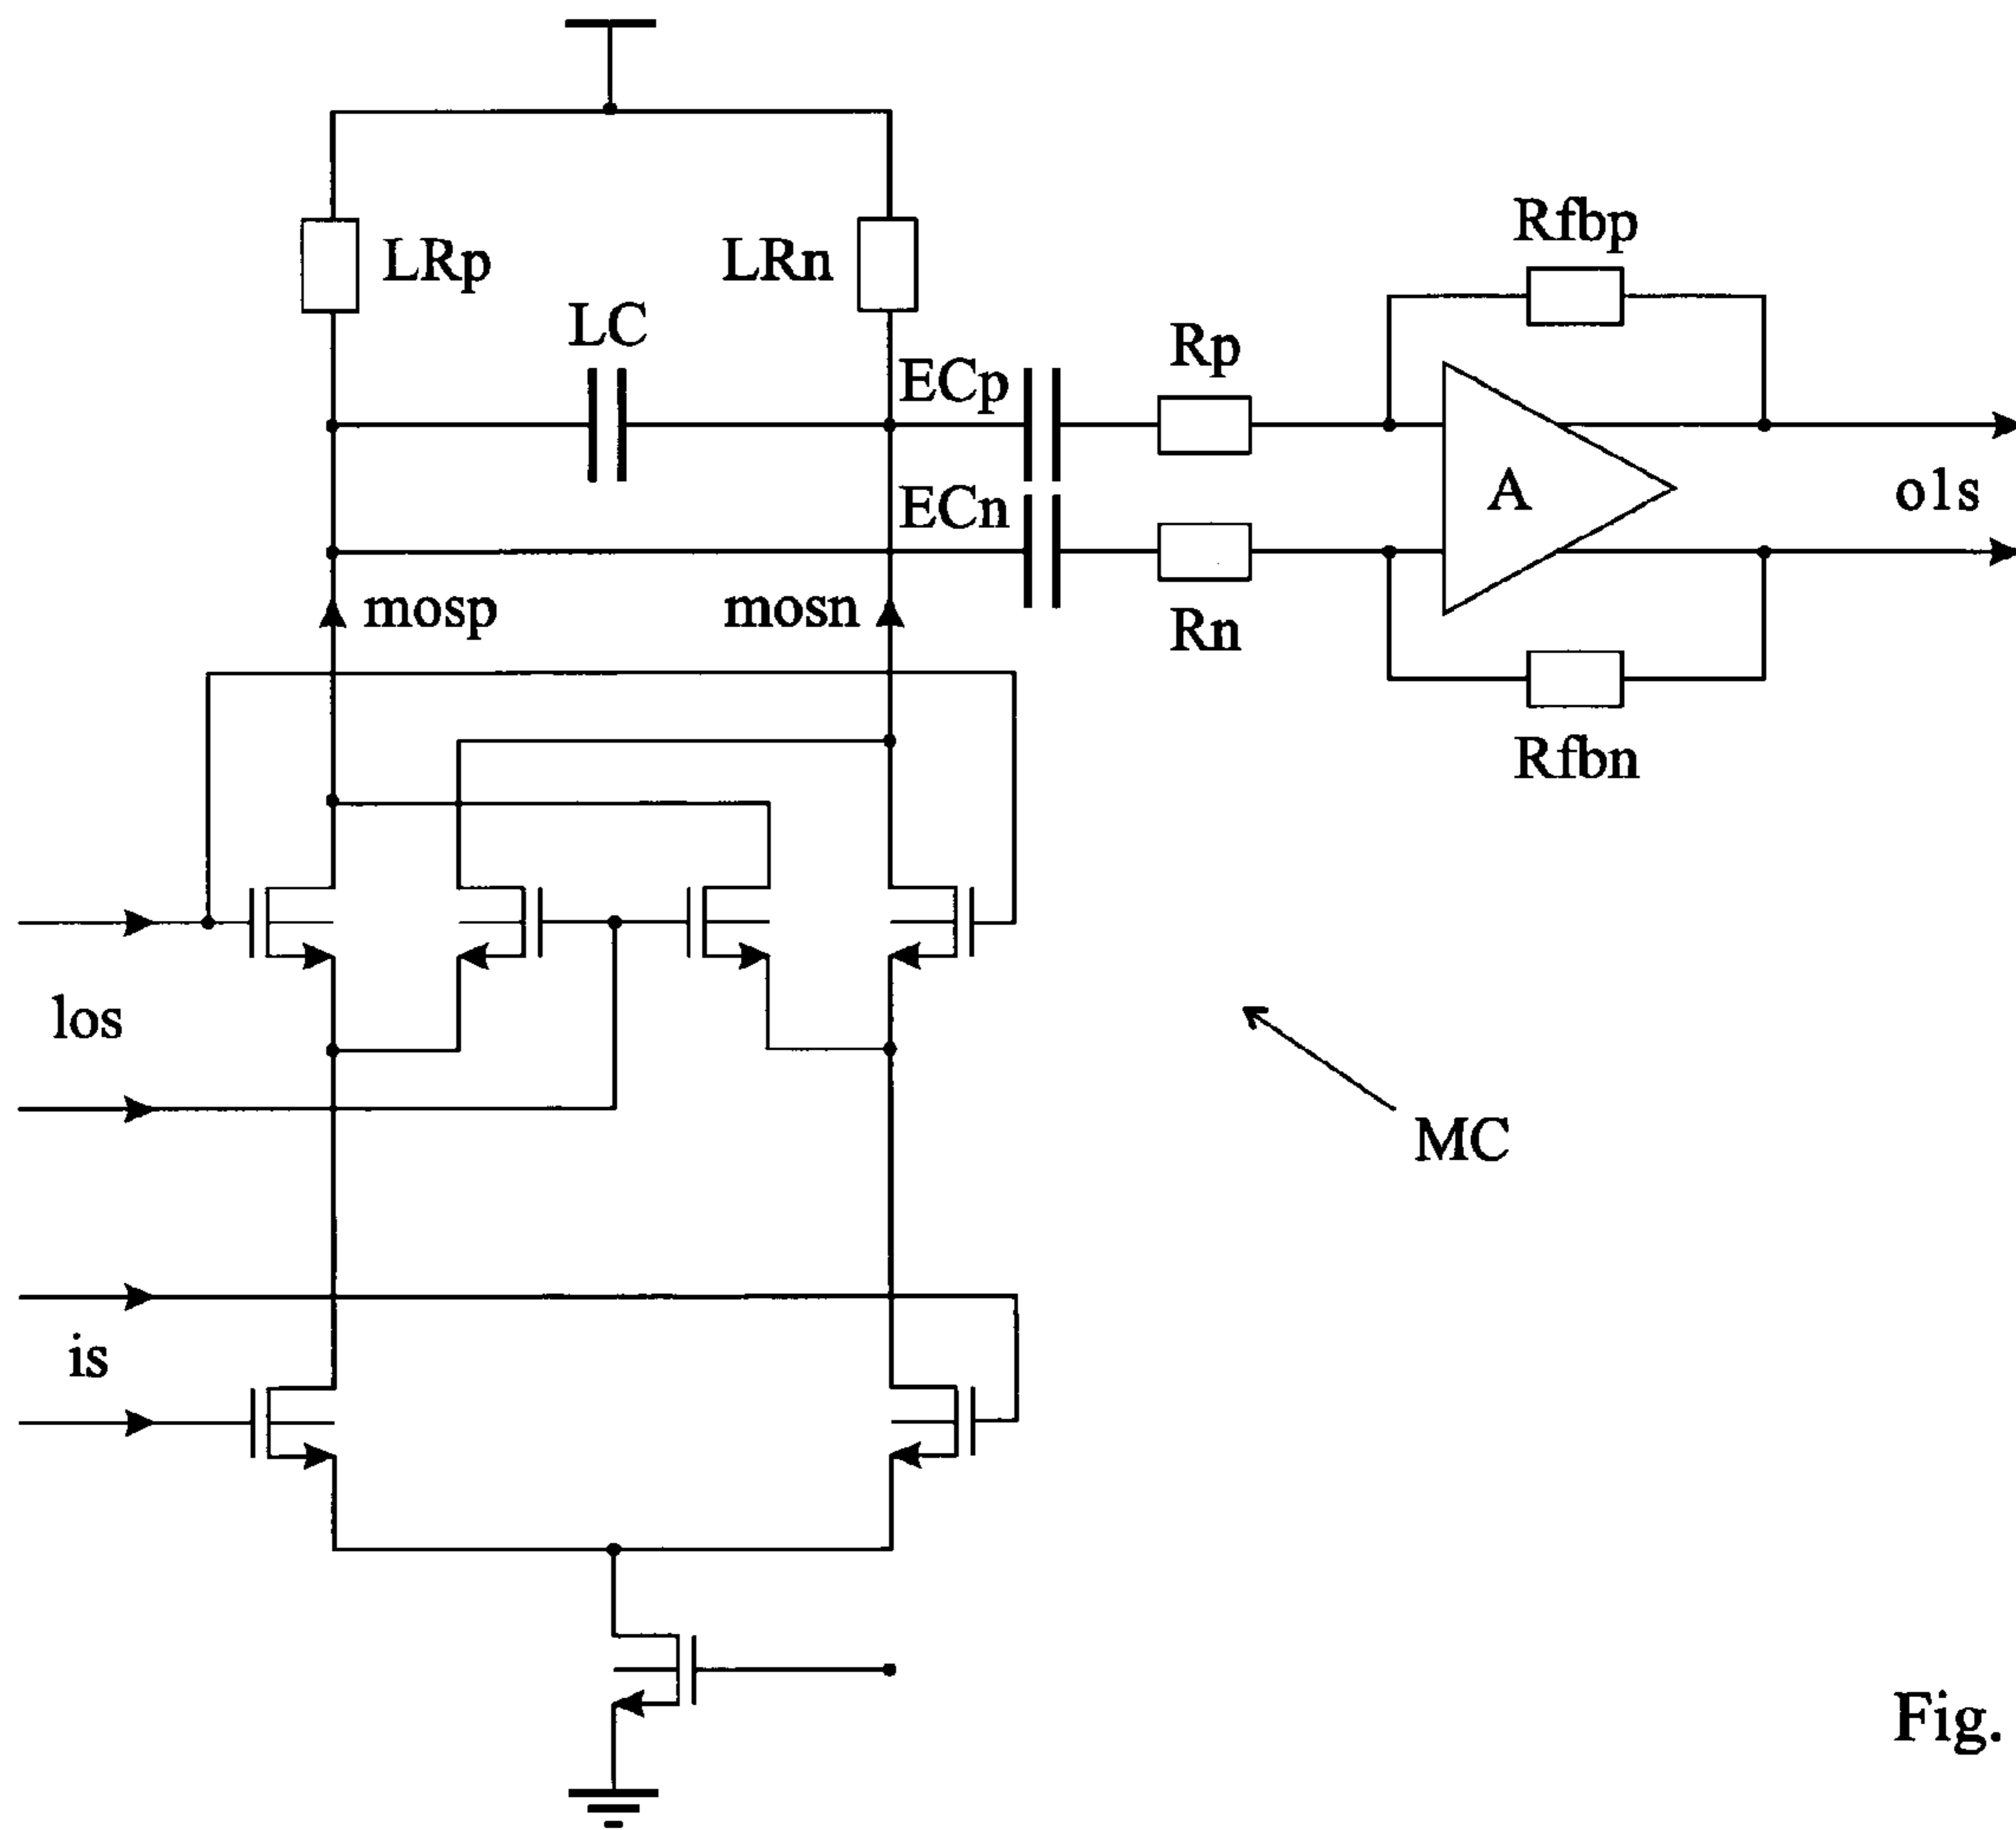 Rfbp
LRp
LRn
LC
Rp
ECp
A
o1s
ECn
mosp
mosn
Rn
Rfbn
los
MC
is
Fig.